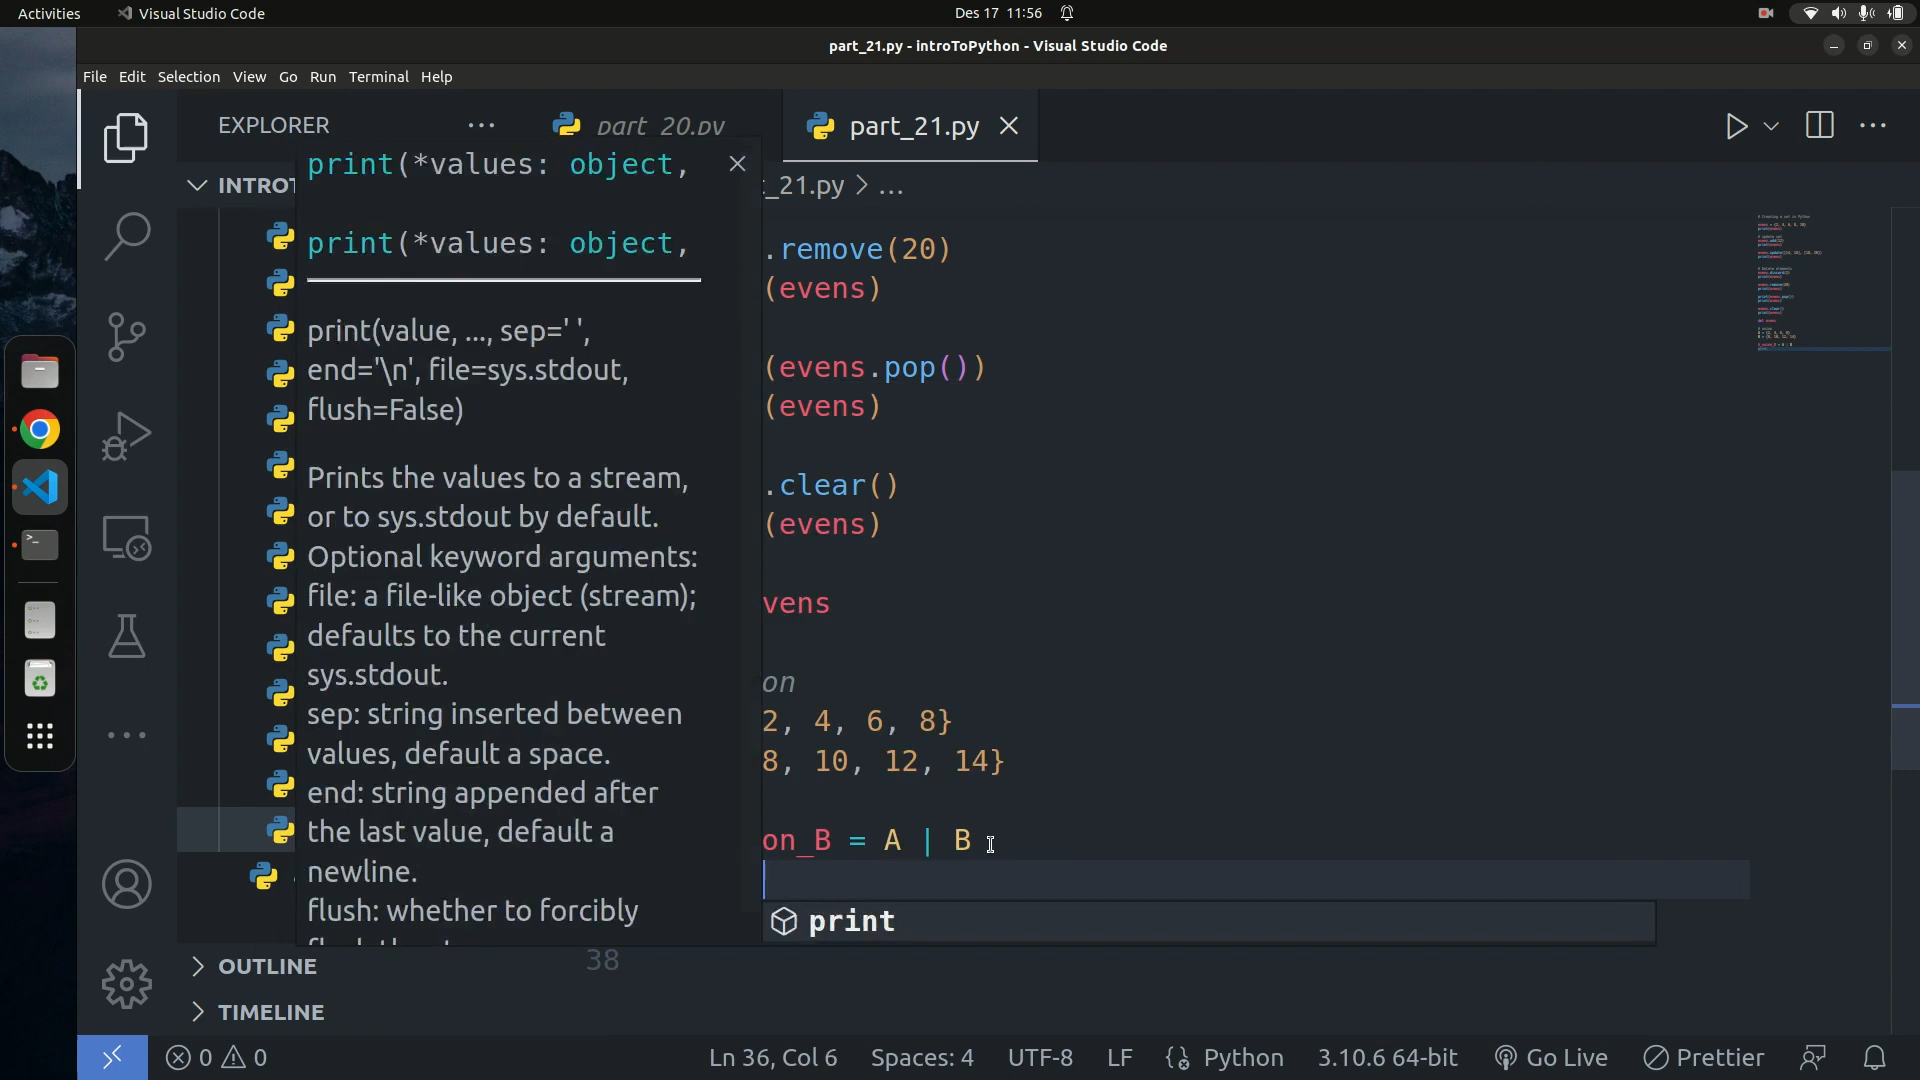 Activities
Visual Studio Code
Des 17 11:56
part_21.py - introToPython - Visual Studio Code
File Edit Selection View Go Run Terminal Help
EXPLORER
part_20.py
part_21.py
INTROT
_21.py > ...
print(*values: object,
print(*values: object,
print(value, ..., sep=' ',
end='\n', file=sys.stdout,
flush=False)
Prints the values to a stream,
or to sys.stdout by default.
Optional keyword arguments:
file: a file-like object (stream);
defaults to the current
sys.stdout.
sep: string inserted between
values, default a space.
end: string appended after
the last value, default a
newline.
flush: whether to forcibly
.remove(20)
(evens)
(evens.pop())
(evens)
.clear()
(evens)
vens
on
2, 4, 6, 8}
8, 10, 12, 14}
on_B = A | B
print
38
OUTLINE
TIMELINE
0 0
Ln 36, Col 6
Spaces: 4
UTF-8
LF
Python
3.10.6 64-bit
Go Live
Prettier